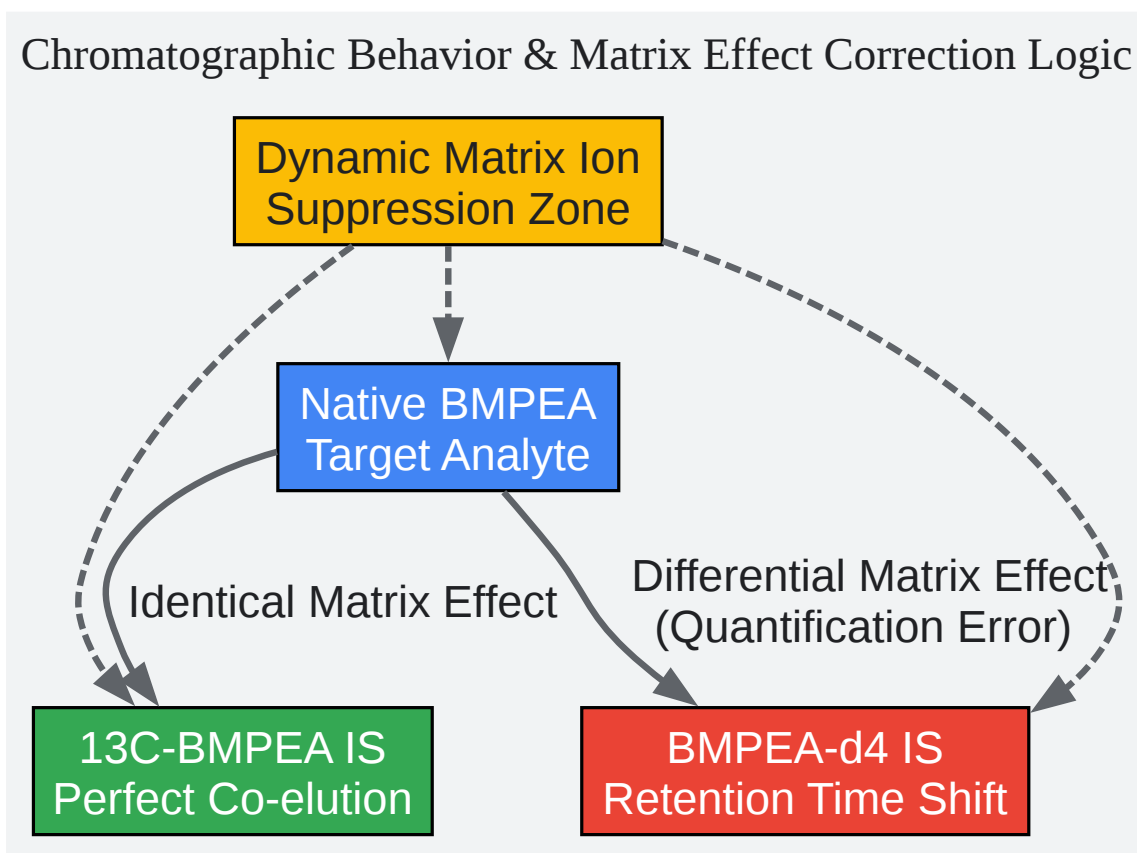 Chromatographic Behavior & Matrix Effect Correction Logic
Dynamic Matrix Ion
Suppression Zone
Native BMPEA
Target Analyte
Identical Matrix Effect
Differential Matrix Effect
(Quantification Error)
13C-BMPEA IS
Perfect Co-elution
BMPEA-d4 IS
Retention Time Shift